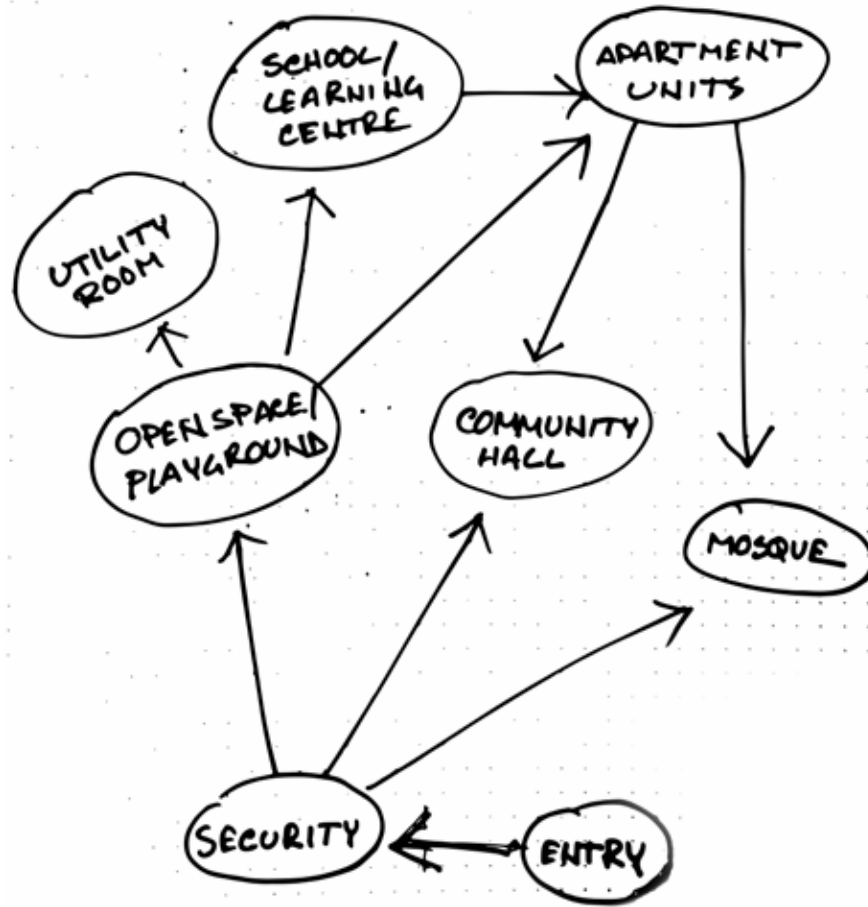 SCHOOL/
LEARNING
CENTRE
APARTMENT
UNITS
UTILITY
ROOM
OPEN SPACE/
PLAYGROUND
COMMUNITY
HALL
MOSQUE
SECURITY
ENTRY